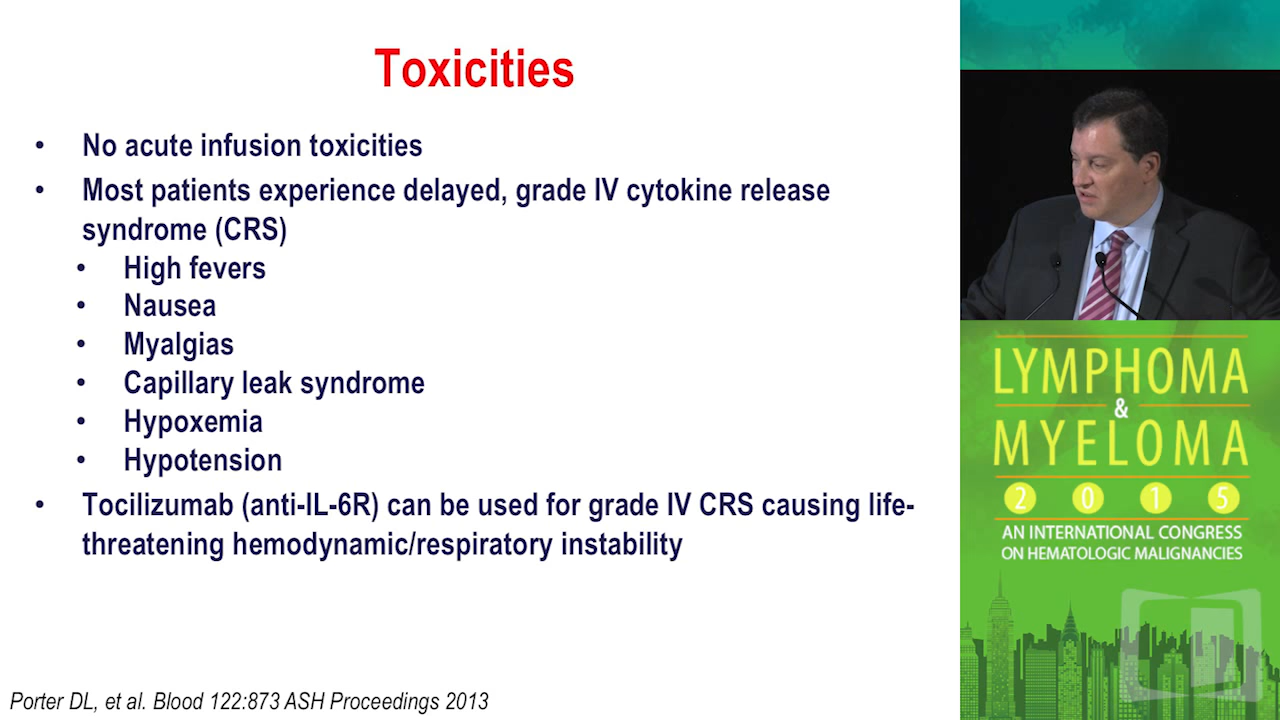 Toxicities
• No acute infusion toxicities
• Most patients experience delayed, grade IV cytokine release
syndrome (CRS)
• High fevers
• Nausea
• Myalgias
• Capillary leak syndrome
• Hypoxemia
• Hypotension
• Tocilizumab (anti-IL-6R) can be used for grade IV CRS causing life-
threatening hemodynamic/respiratory instability
Porter DL, et al. Blood 122:873 ASH Proceedings 2013
LYMPHOMA
&
MYELOMA
2 0 1 5
AN INTERNATIONAL CONGRESS
ON HEMATOLOGIC MALIGNANCIES